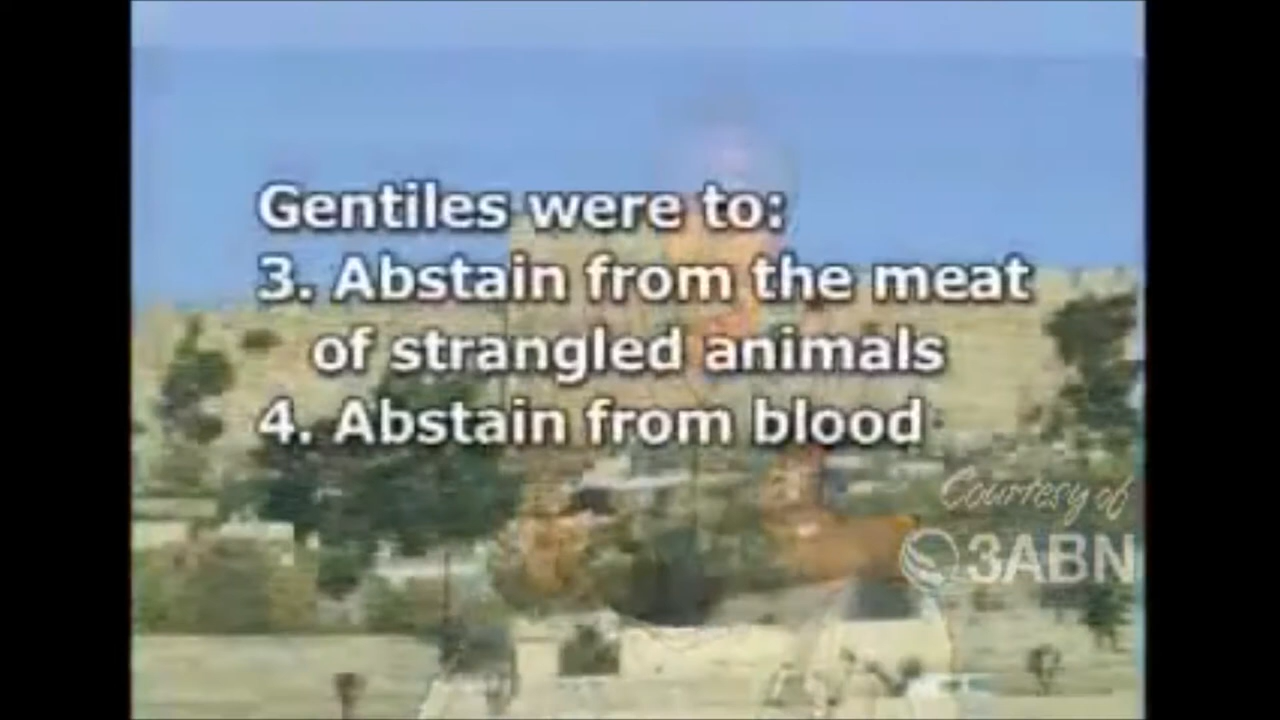 Gentiles were to:
3. Abstain from the meat
of strangled animals
4. Abstain from blood
Courtesy of
3ABN